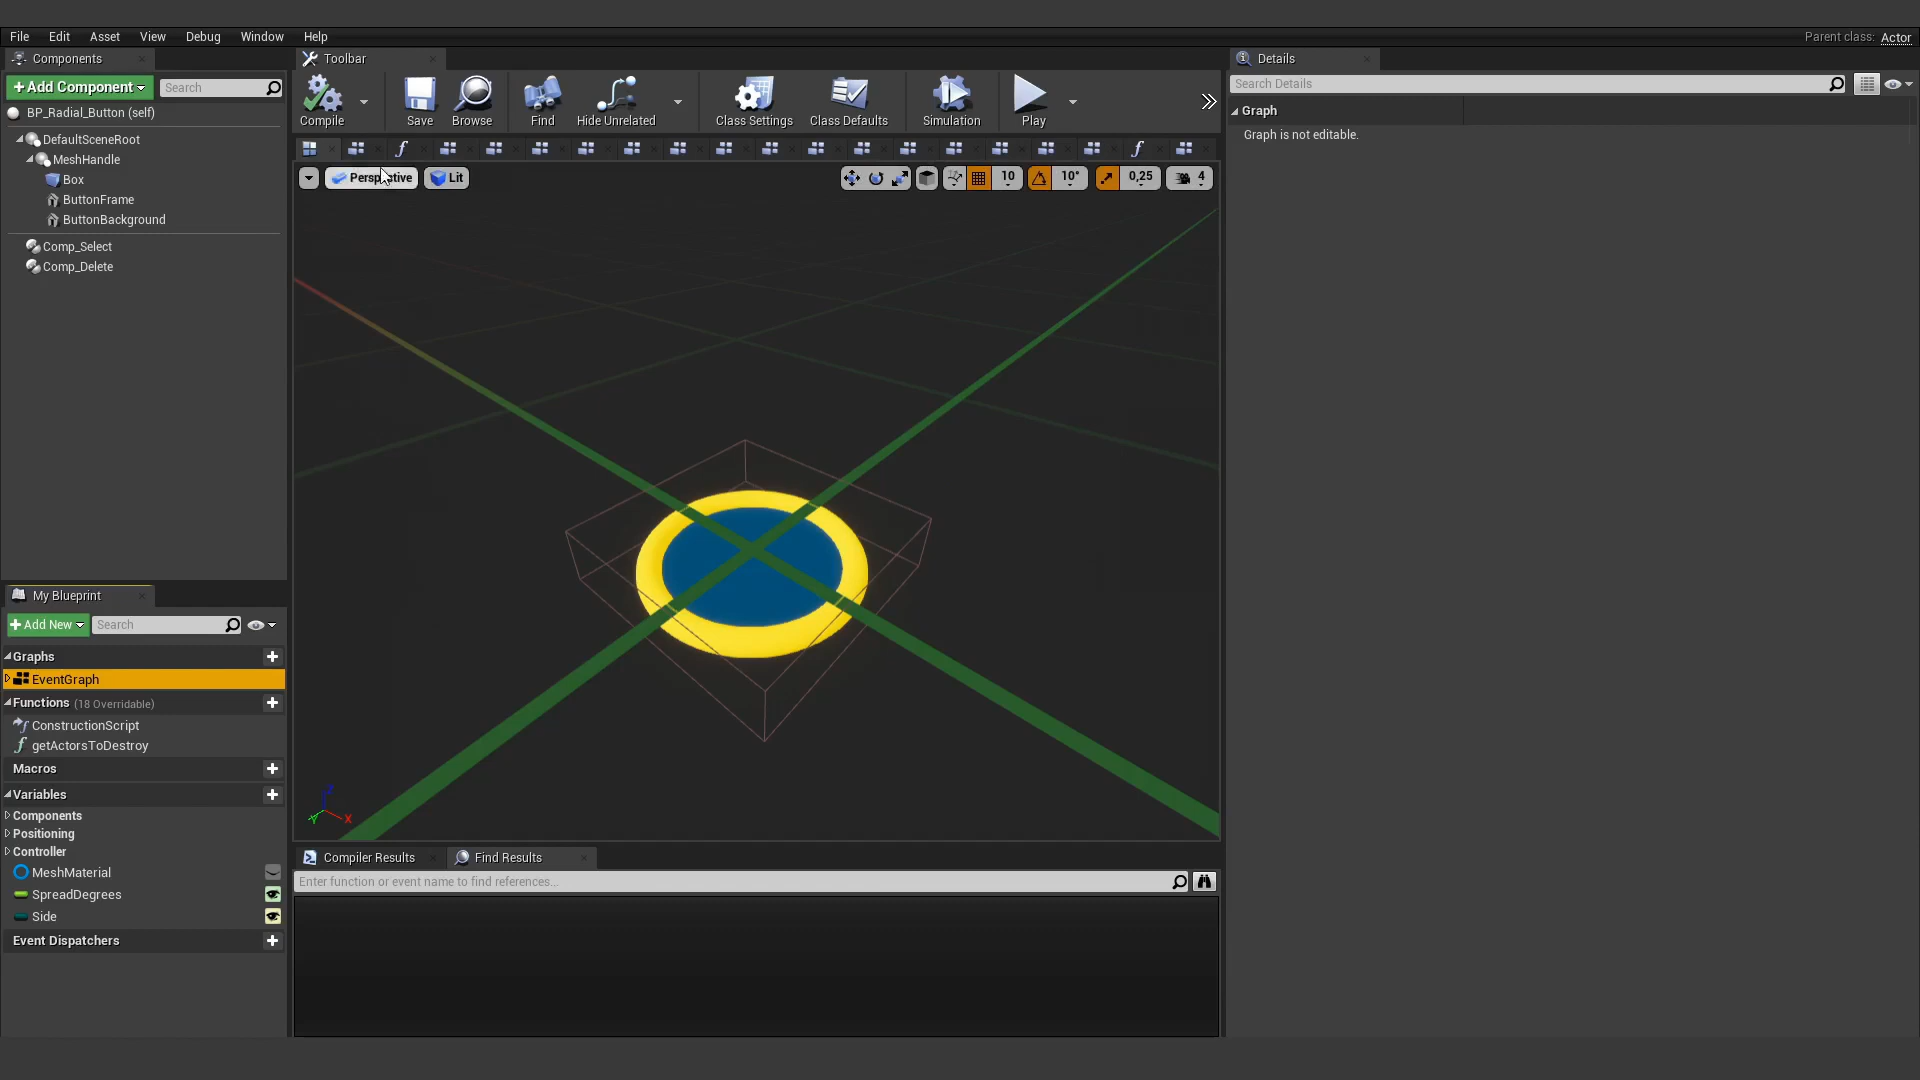 File Edit Asset View Debug Window Help
Parent class: Actor
Components
+ Add Component
Search
BP_Radial_Button (self)
DefaultSceneRoot
MeshHandle
Box
ButtonFrame
ButtonBackground
Comp_Select
Comp_Delete
Toolbar
Compile Save Browse Find Hide Unrelated Class Settings Class Defaults Simulation Play
Perspective Lit
10 10° 0,25 4
Z
Y X
My Blueprint
+ Add New
Search
Graphs
EventGraph
Functions (18 Overridable)
ConstructionScript
getActorsToDestroy
Macros
Variables
Components
Positioning
Controller
MeshMaterial
SpreadDegrees
Side
Event Dispatchers
Compiler Results
Find Results
Enter function or event name to find references...
Details
Search Details
Graph
Graph is not editable.